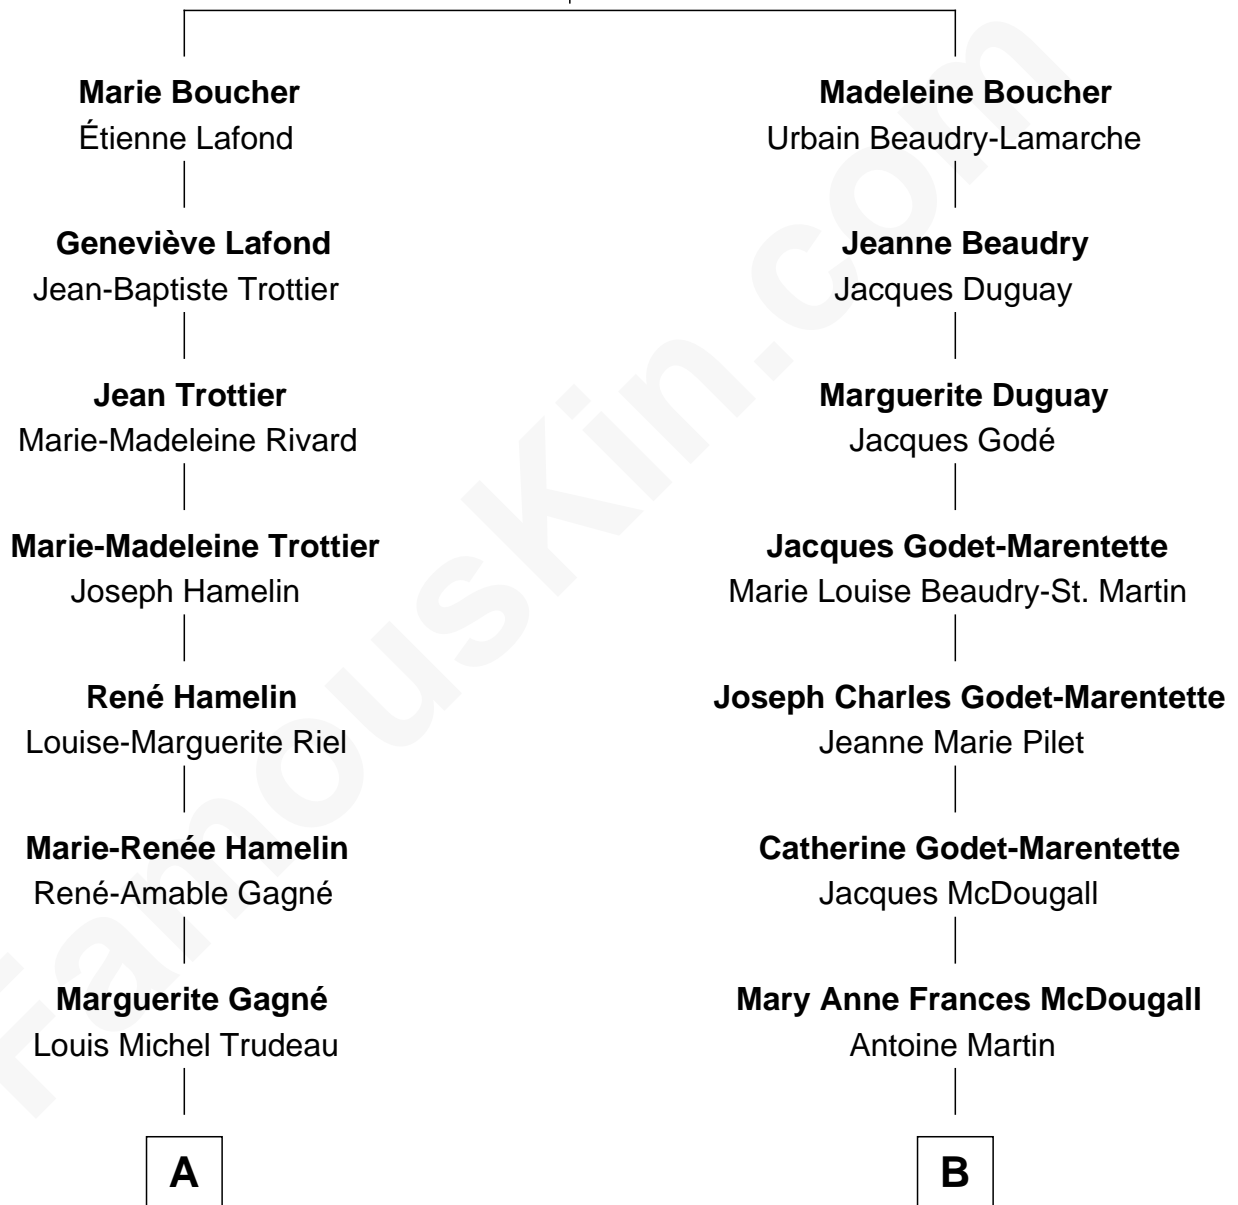 Marie Boucher
Étienne Lafond
Geneviève Lafond
Jean-Baptiste Trottier
Jean Trottier
Marie-Madeleine Rivard
Marie-Madeleine Trottier
Joseph Hamelin
René Hamelin
Louise-Marguerite Riel
Marie-Renée Hamelin
René-Amable Gagné
Marguerite Gagné
Louis Michel Trudeau
A
Madeleine Boucher
Urbain Beaudry-Lamarche
Jeanne Beaudry
Jacques Duguay
Marguerite Duguay
Jacques Godé
Jacques Godet-Marentette
Marie Louise Beaudry-St. Martin
Joseph Charles Godet-Marentette
Jeanne Marie Pilet
Catherine Godet-Marentette
Jacques McDougall
Mary Anne Frances McDougall
Antoine Martin
B
FamousKin.com